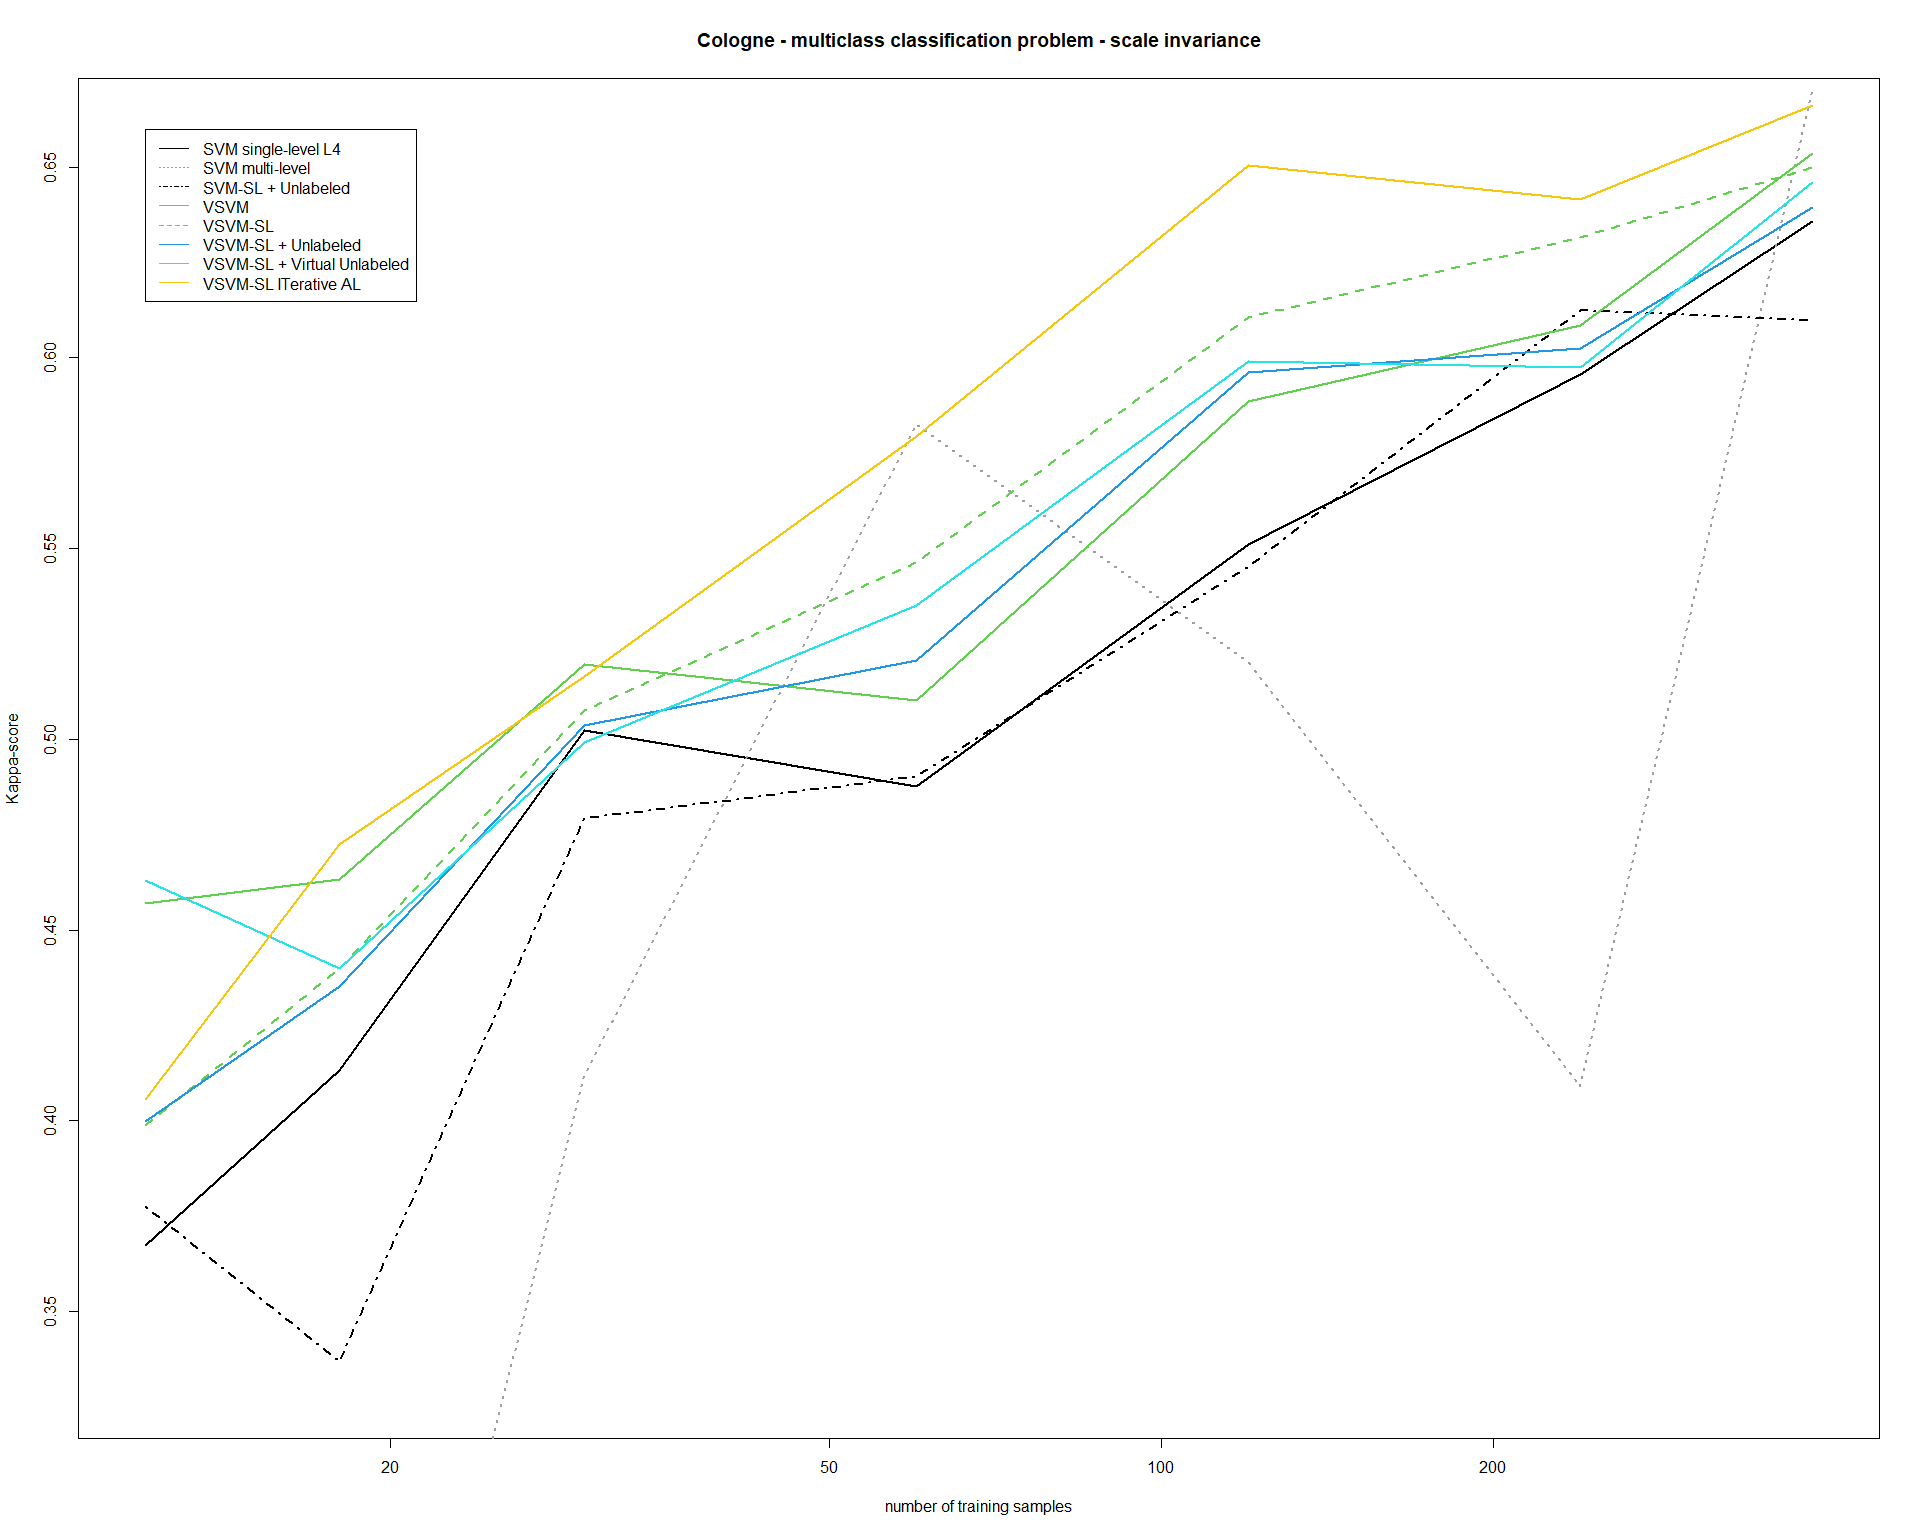 Cologne - multiclass classification problem - scale invariance
SVM single-level L4
SVM multi-level
SVM-SL + Unlabeled
VSVM
VSVM-SL
VSVM-SL + Unlabeled
VSVM-SL + Virtual Unlabeled
VSVM-SL ITerative AL
0.65
0.60
0.55
0.50
0.45
0.40
0.35
Kappa-score
20
50
100
200
number of training samples